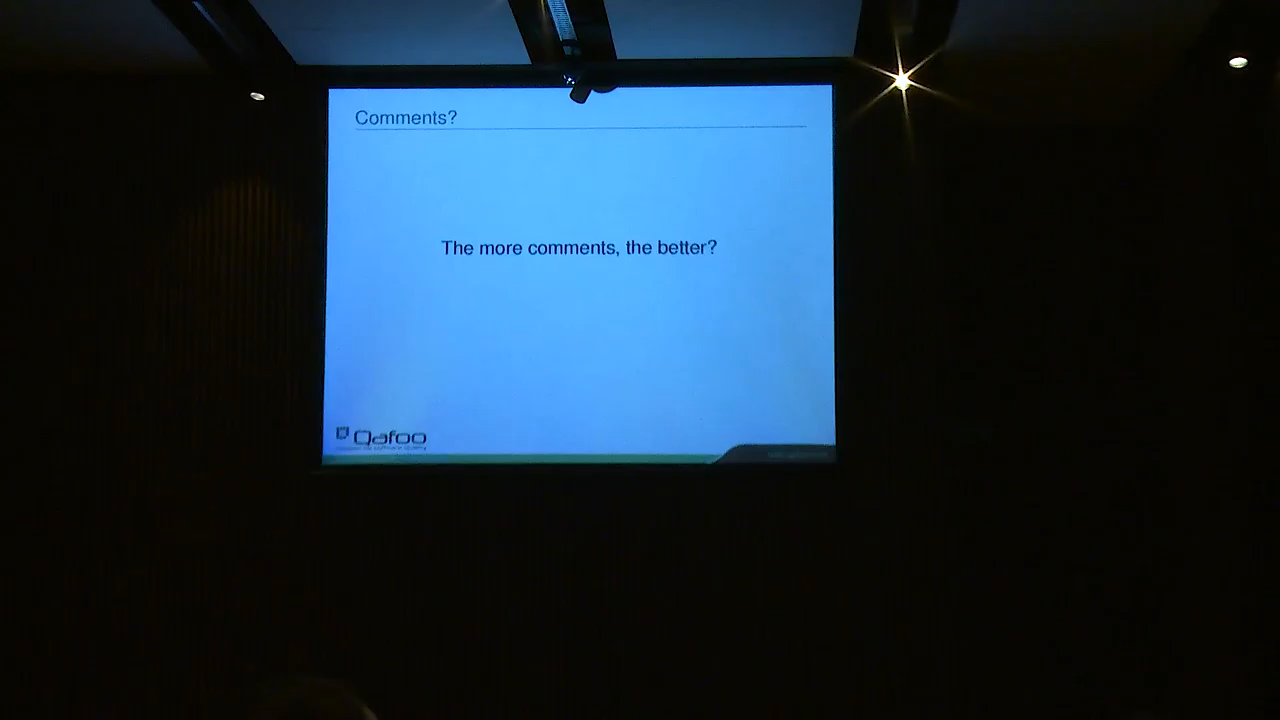 Comments?
The more comments, the better?
Qafoo